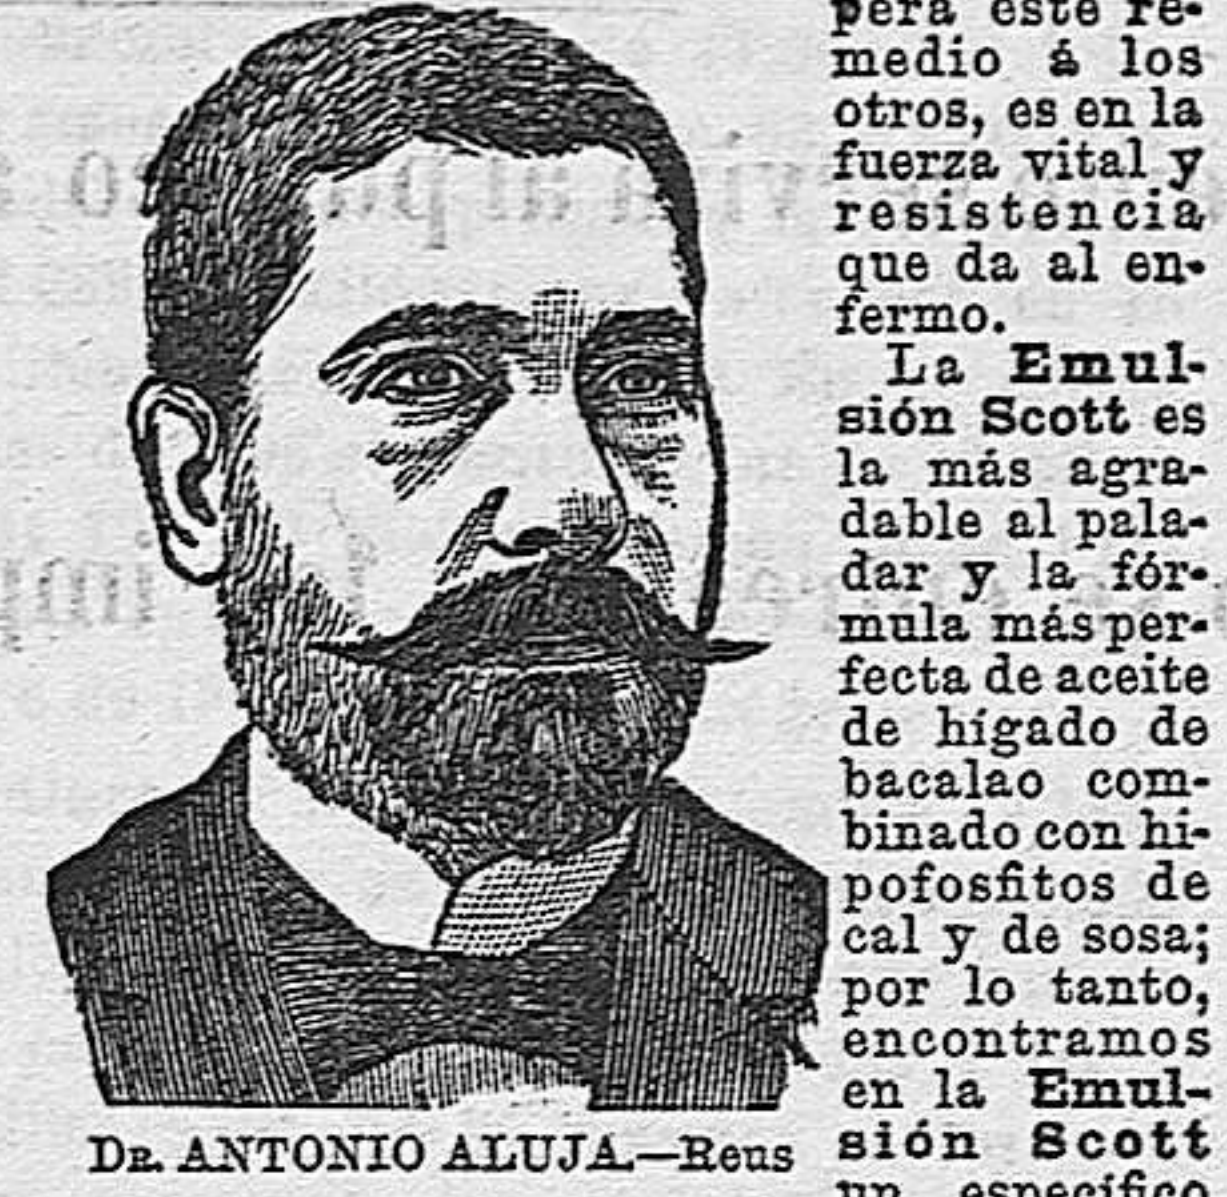 pera este re-
medio á los
otros, es en la
fuerza vital y
resistencia
que da al en-
fermo.
La Emul-
sión Scott es
la más agra-
dable al pala-
dar y la fór-
mula más per-
fecta de aceite
de hígado de
bacalao com-
binado con hi-
pofosfitos de
cal y de sosa;
por lo tanto,
encontramos
en la Emul-
sión Scott
un específico
DR. ANTONIO ALUJA.—Reus